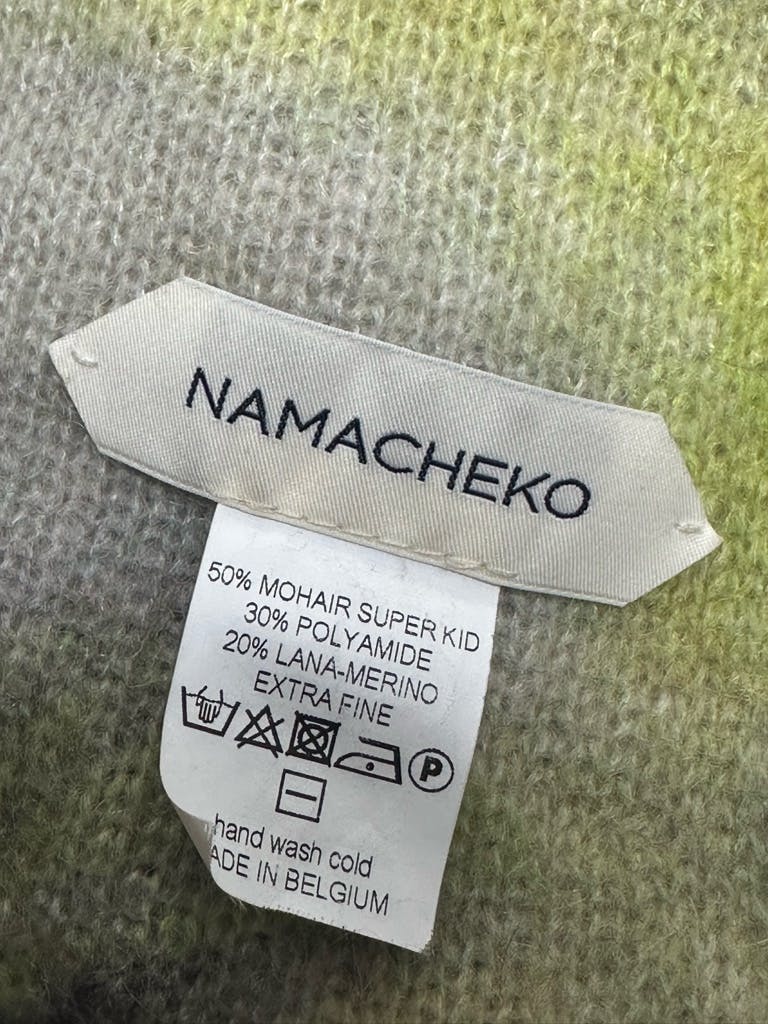 NAMACHEKO
50% MOHAIR SUPER KID
30% POLYAMIDE
20% LANA-MERINO
EXTRA FINE
P
hand wash cold
ADE IN BELGIUM